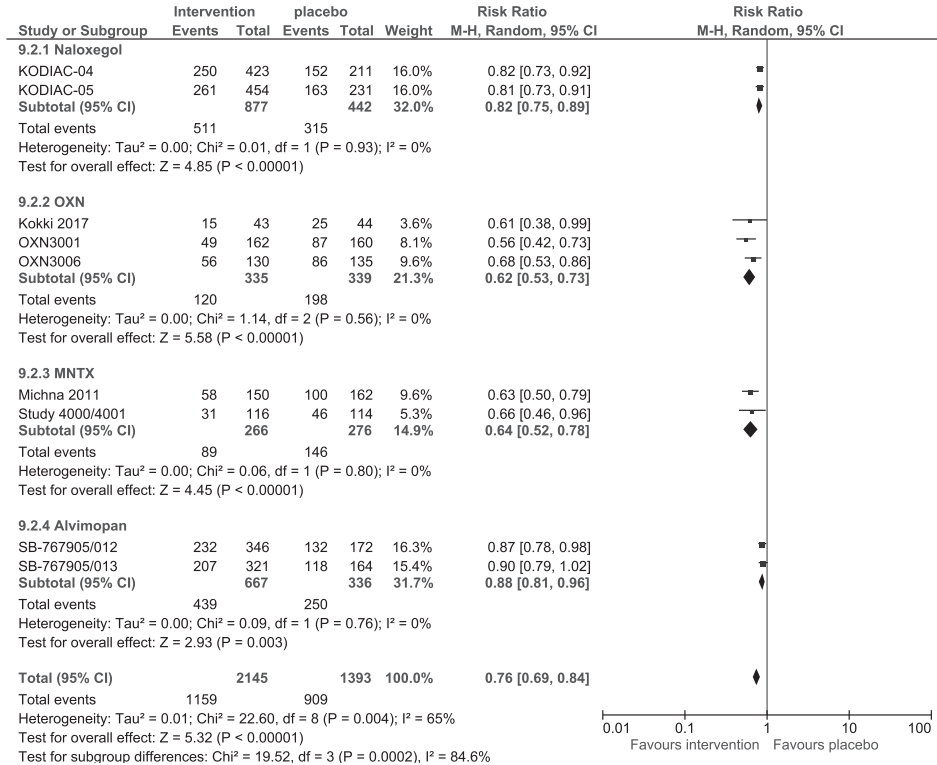 Intervention placebo Risk Ratio Risk Ratio
Study or Subgroup Events Total Events Total Weight M-H, Random, 95% CI M-H, Random, 95% CI
9.2.1 Naloxegol
KODIAC-04 250 423 152 211 16.0% 0.82 [0.73, 0.92]
KODIAC-05 261 454 163 231 16.0% 0.81 [0.73, 0.91]
Subtotal (95% CI) 877 442 32.0% 0.82 [0.75, 0.89]
Total events 511 315
Heterogeneity: Tau² = 0.00; Chi² = 0.01, df = 1 (P = 0.93); I² = 0%
Test for overall effect: Z = 4.85 (P < 0.00001)
9.2.2 OXN
Kokki 2017 15 43 25 44 3.6% 0.61 [0.38, 0.99]
OXN3001 49 162 87 160 8.1% 0.56 [0.42, 0.73]
OXN3006 56 130 86 135 9.6% 0.68 [0.53, 0.86]
Subtotal (95% CI) 335 339 21.3% 0.62 [0.53, 0.73]
Total events 120 198
Heterogeneity: Tau² = 0.00; Chi² = 1.14, df = 2 (P = 0.56); I² = 0%
Test for overall effect: Z = 5.58 (P < 0.00001)
9.2.3 MNTX
Michna 2011 58 150 100 162 9.6% 0.63 [0.50, 0.79]
Study 4000/4001 31 116 46 114 5.3% 0.66 [0.46, 0.96]
Subtotal (95% CI) 266 276 14.9% 0.64 [0.52, 0.78]
Total events 89 146
Heterogeneity: Tau² = 0.00; Chi² = 0.06, df = 1 (P = 0.80); I² = 0%
Test for overall effect: Z = 4.45 (P < 0.00001)
9.2.4 Alvimopan
SB-767905/012 232 346 132 172 16.3% 0.87 [0.78, 0.98]
SB-767905/013 207 321 118 164 15.4% 0.90 [0.79, 1.02]
Subtotal (95% CI) 667 336 31.7% 0.88 [0.81, 0.96]
Total events 439 250
Heterogeneity: Tau² = 0.00; Chi² = 0.09, df = 1 (P = 0.76); I² = 0%
Test for overall effect: Z = 2.93 (P = 0.003)
Total (95% CI) 2145 1393 100.0% 0.76 [0.69, 0.84]
Total events 1159 909
Heterogeneity: Tau² = 0.01; Chi² = 22.60, df = 8 (P = 0.004); I² = 65%
Test for overall effect: Z = 5.32 (P < 0.00001)
Test for subgroup differences: Chi² = 19.52, df = 3 (P = 0.0002), I² = 84.6%
0.01 0.1 1 10 100
Favours intervention Favours placebo